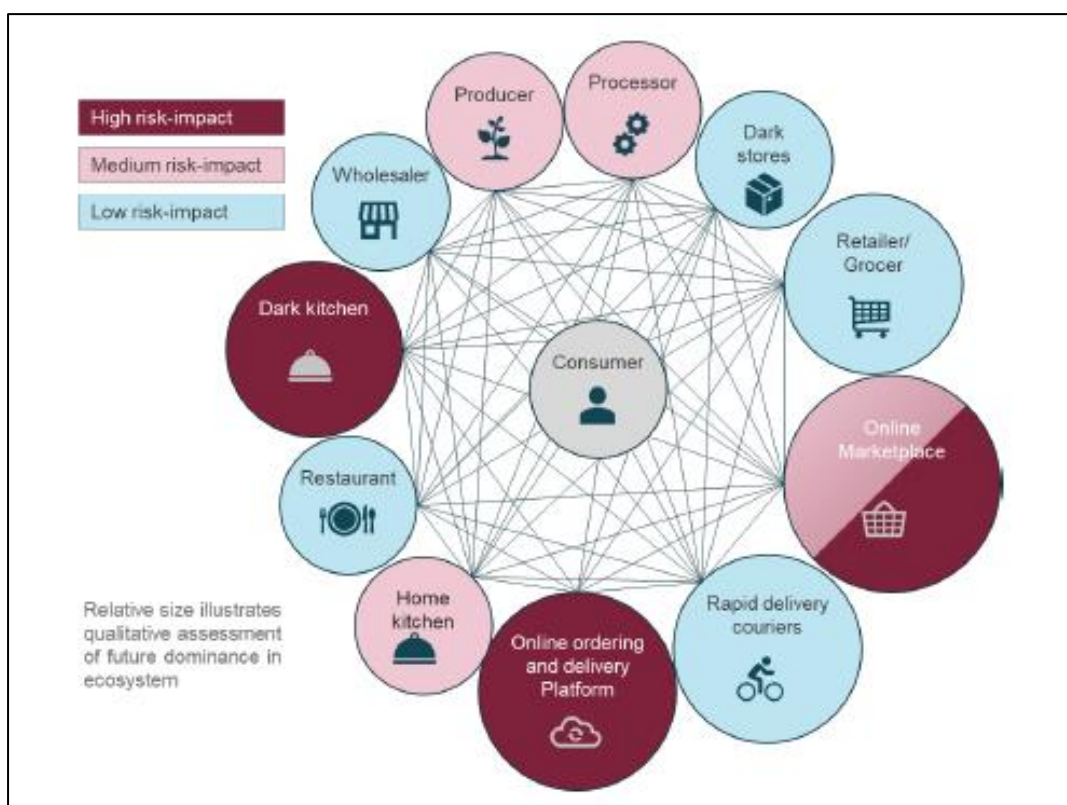 High risk-impact
Medium risk-impact
Low risk-impact
Producer
Processor
Dark
stores
Wholesaler
Retailer/
Grocer
Dark kitchen
Consumer
Online
Marketplace
Restaurant
Home
kitchen
Rapid delivery
couriers
Online ordering
and delivery
Platform
Relative size illustrates
qualitative assessment
of future dominance in
ecosystem